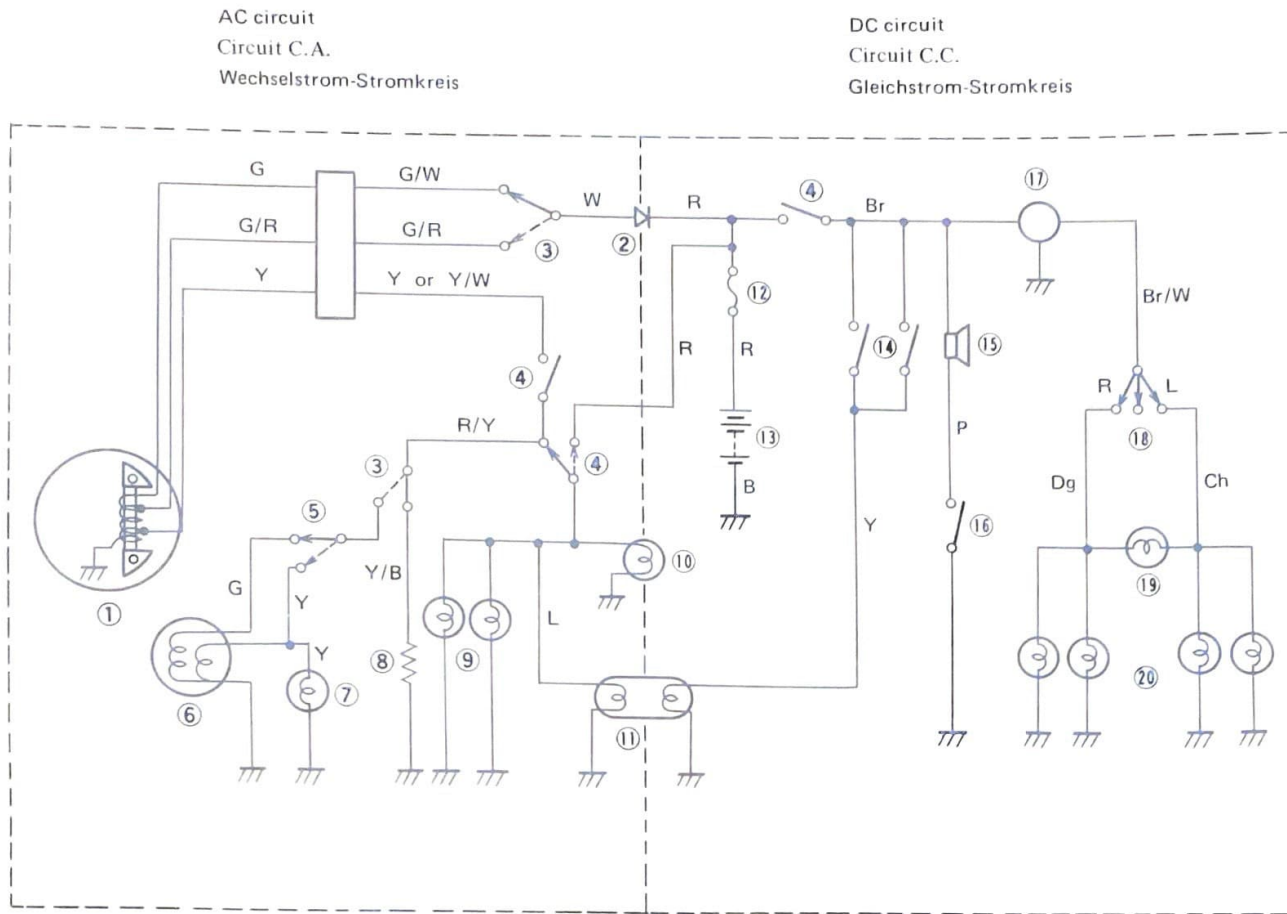 AC circuit
Circuit C.A.
Wechselstrom-Stromkreis
DC circuit
Circuit C.C.
Gleichstrom-Stromkreis
G
G/W
G/R
G/R
Y
Y or Y/W
W
R
Br
③
②
④
⑰
⑫
R
R
Br/W
④
⑭
⑮
R
L
⑱
R/Y
③
④
⑬
P
B
Dg
Ch
⑤
Y
⑯
①
G
Y
Y/B
⑩
⑲
L
Y
⑥
⑦
⑧
⑨
⑪
⑳